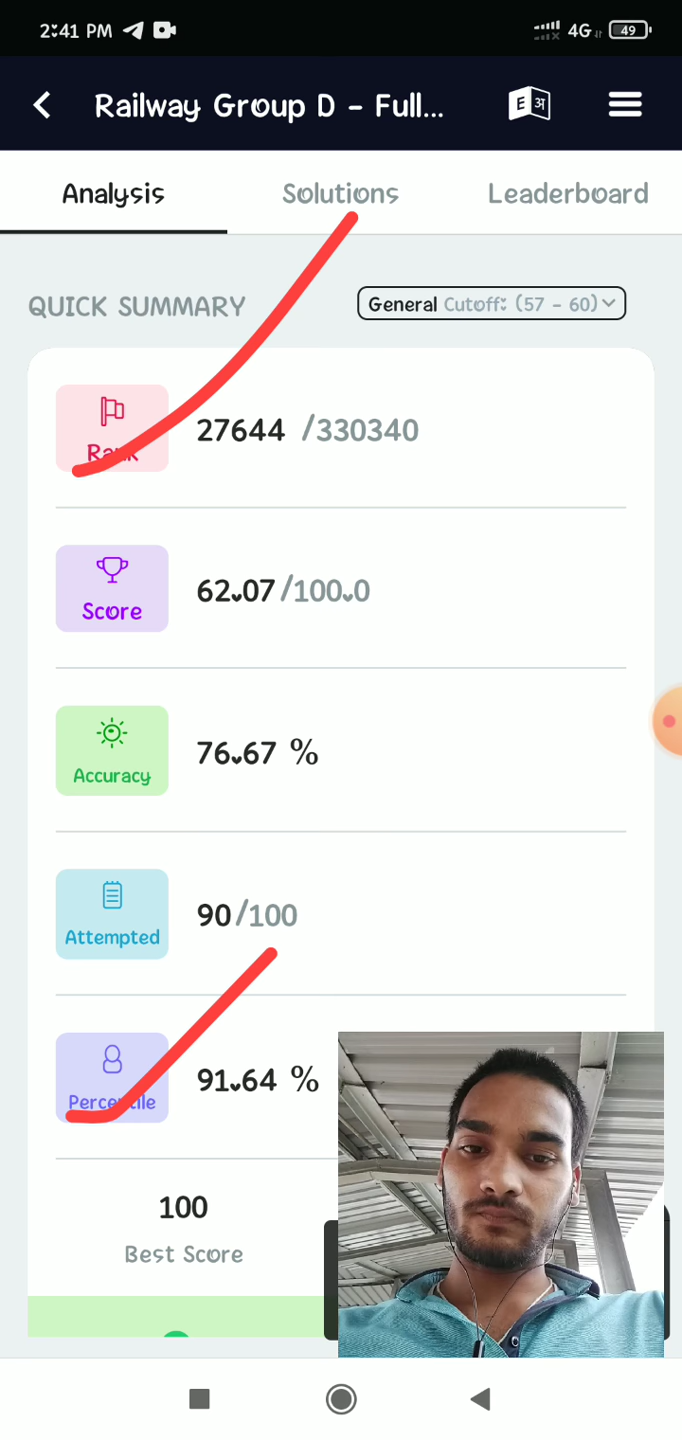 2:41 PM 4G 49
Railway Group D - Full... E अ
Analysis Solutions Leaderboard
QUICK SUMMARY General Cutoff: (57 - 60)
Rank 27644 /330340
Score 62.07/100.0
Accuracy 76.67 %
Attempted 90/100
Percentile 91.64 %
100
Best Score